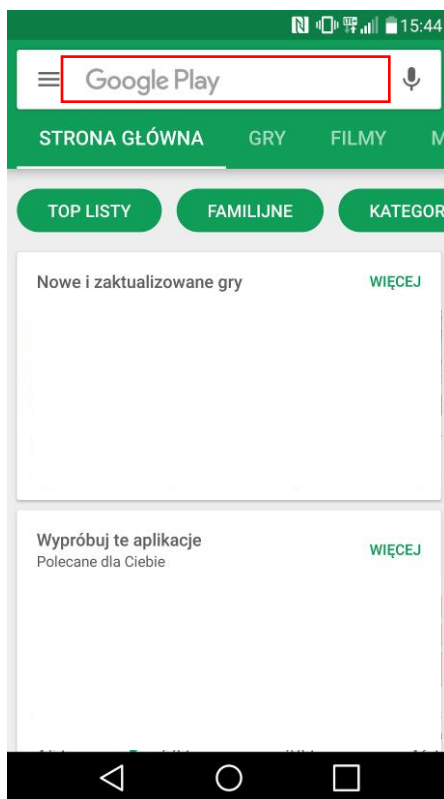 15:44
Google Play
STRONA GŁÓWNA GRY FILMY M
TOP LISTY FAMILIJNE KATEGOR
Nowe i zaktualizowane gry WIĘCEJ
Wypróbuj te aplikacje WIĘCEJ
Polecane dla Ciebie